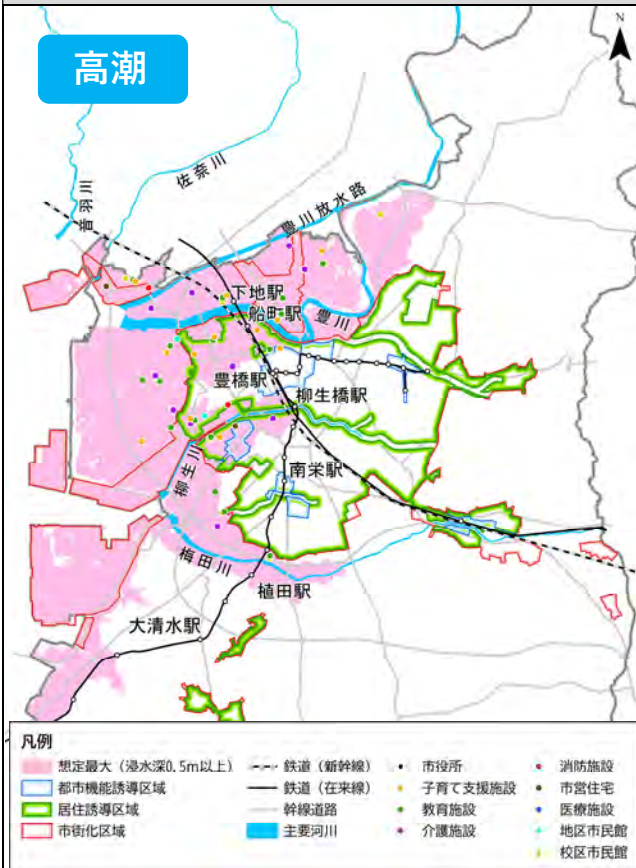 高潮
N
佐奈川
音羽川
豊川放水路
下地駅
船町駅
豊川
豊橋駅
柳生橋駅
柳生川
南栄駅
梅田川
植田駅
大清水駅
凡例
想定最大（浸水深0.5m以上）
都市機能誘導区域
居住誘導区域
市街化区域
鉄道（新幹線）
鉄道（在来線）
幹線道路
主要河川
市役所
子育て支援施設
教育施設
介護施設
消防施設
市営住宅
医療施設
地区市民館
校区市民館